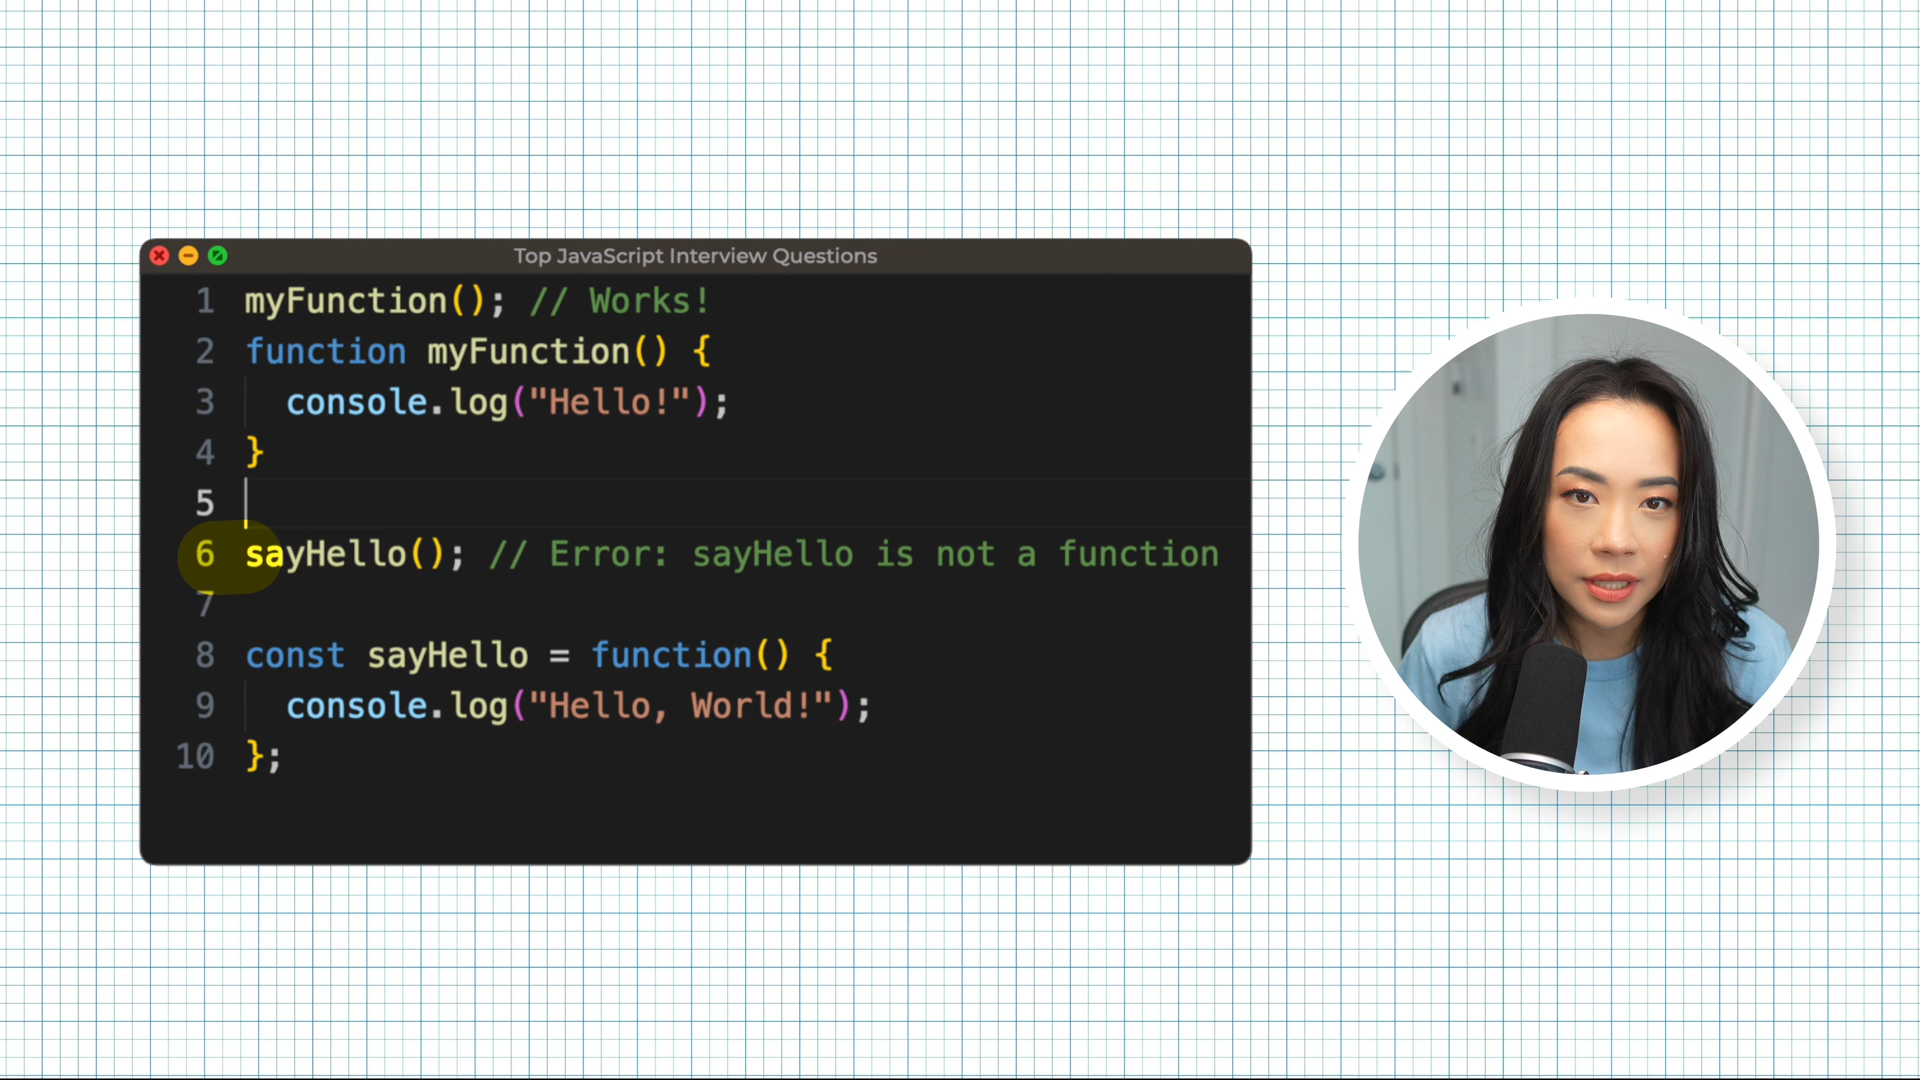 Top JavaScript Interview Questions
1 myFunction(); // Works!
2 function myFunction() {
3 console.log("Hello!");
4 }
5
6 sayHello(); // Error: sayHello is not a function
7
8 const sayHello = function() {
9 console.log("Hello, World!");
10 };